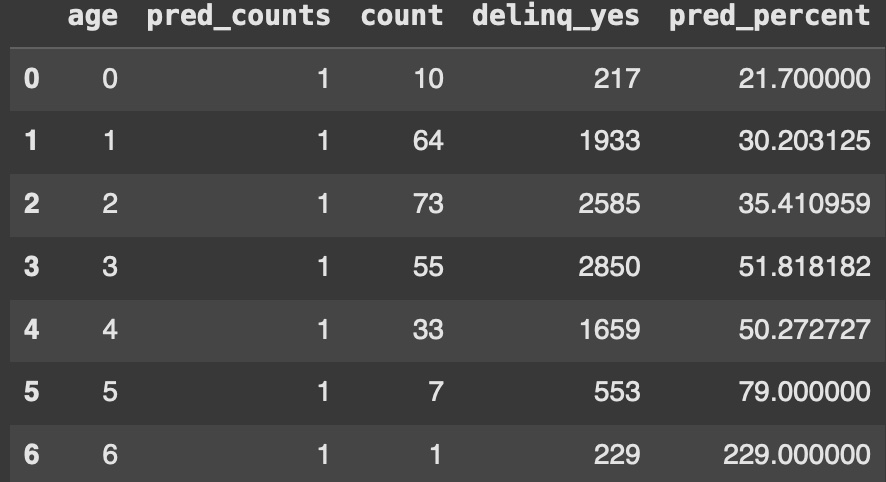 age pred_counts count delinq_yes pred_percent
0 0 1 10 217 21.700000
1 1 1 64 1933 30.203125
2 2 1 73 2585 35.410959
3 3 1 55 2850 51.818182
4 4 1 33 1659 50.272727
5 5 1 7 553 79.000000
6 6 1 1 229 229.000000